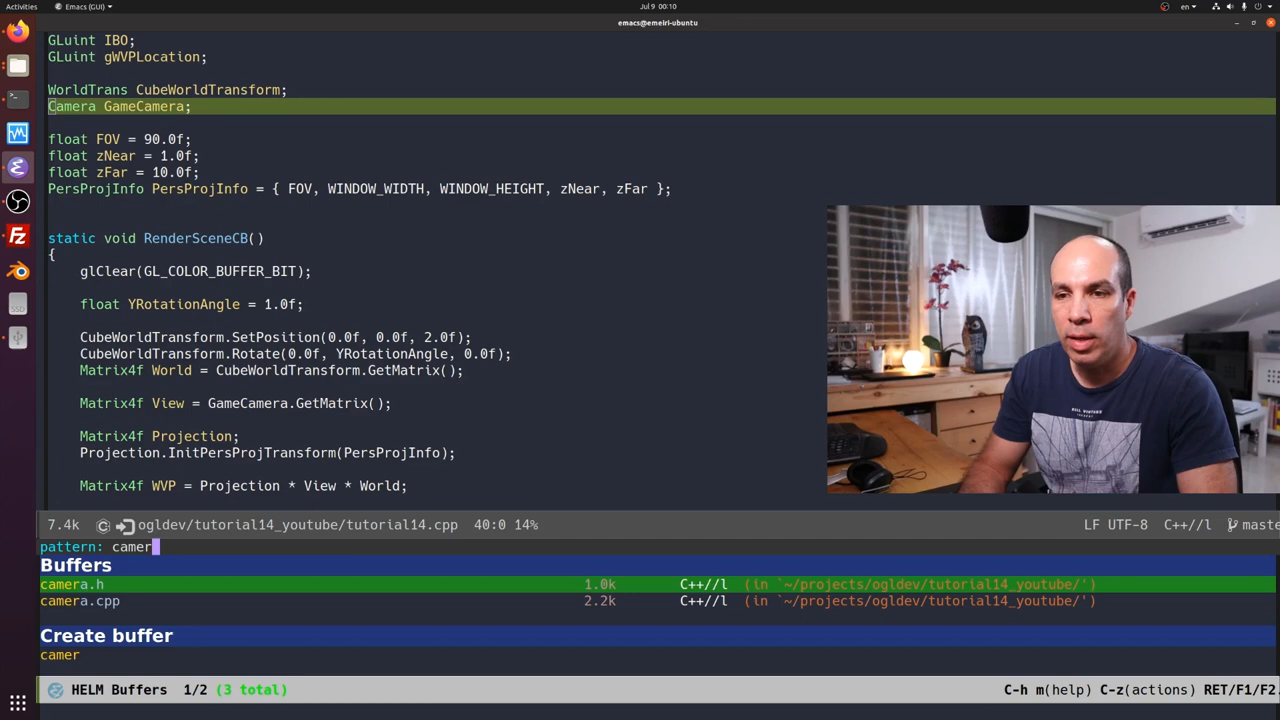 Activities
Emacs (GUI)
Jul 9 00:10
en
emacs@emeiri-ubuntu
GLuint IBO;
GLuint gWVPLocation;
WorldTrans CubeWorldTransform;
Camera GameCamera;
float FOV = 90.0f;
float zNear = 1.0f;
float zFar = 10.0f;
PersProjInfo PersProjInfo = { FOV, WINDOW_WIDTH, WINDOW_HEIGHT, zNear, zFar };
static void RenderSceneCB()
{
glClear(GL_COLOR_BUFFER_BIT);
float YRotationAngle = 1.0f;
CubeWorldTransform.SetPosition(0.0f, 0.0f, 2.0f);
CubeWorldTransform.Rotate(0.0f, YRotationAngle, 0.0f);
Matrix4f World = CubeWorldTransform.GetMatrix();
Matrix4f View = GameCamera.GetMatrix();
Matrix4f Projection;
Projection.InitPersProjTransform(PersProjInfo);
Matrix4f WVP = Projection * View * World;
7.4k ogldev/tutorial14_youtube/tutorial14.cpp 40:0 14% LF UTF-8 C++//l maste
pattern: camer
Buffers
camera.h 1.0k C++//l (in `~/projects/ogldev/tutorial14_youtube/')
camera.cpp 2.2k C++//l (in `~/projects/ogldev/tutorial14_youtube/')
Create buffer
camer
HELM Buffers 1/2 (3 total) C-h m(help) C-z(actions) RET/F1/F2.